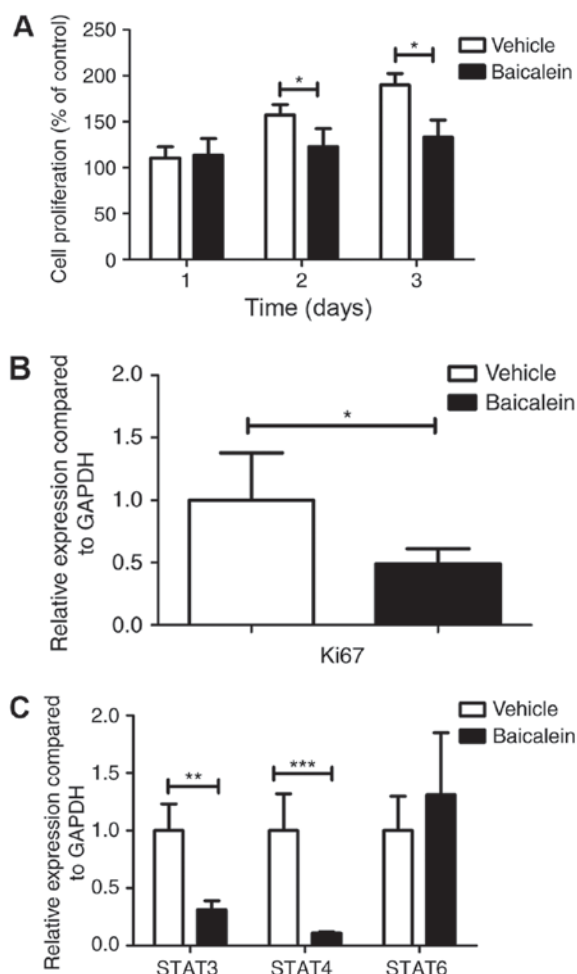 A
Cell proliferation (% of control)
250
200
150
100
50
0
*
*
Vehicle
Baicalein
1 2 3
Time (days)
B
Relative expression compared
to GAPDH
2.0
1.5
1.0
0.5
0.0
*
Vehicle
Baicalein
Ki67
C
Relative expression compared
to GAPDH
2.0
1.5
1.0
0.5
0.0
**
***
Vehicle
Baicalein
STAT3 STAT4 STAT6